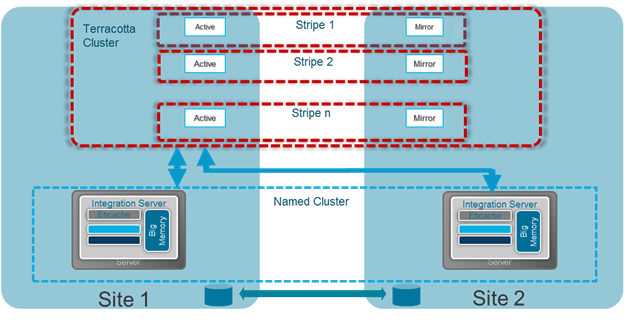 Terracotta
Cluster
Stripe 1
Active
Mirror
Stripe 2
Active
Mirror
Stripe n
Active
Mirror
Named Cluster
Integration Server
Ehcache
Big
Memory
Server
Integration Server
Ehcache
Big
Memory
Server
Site 1
Site 2